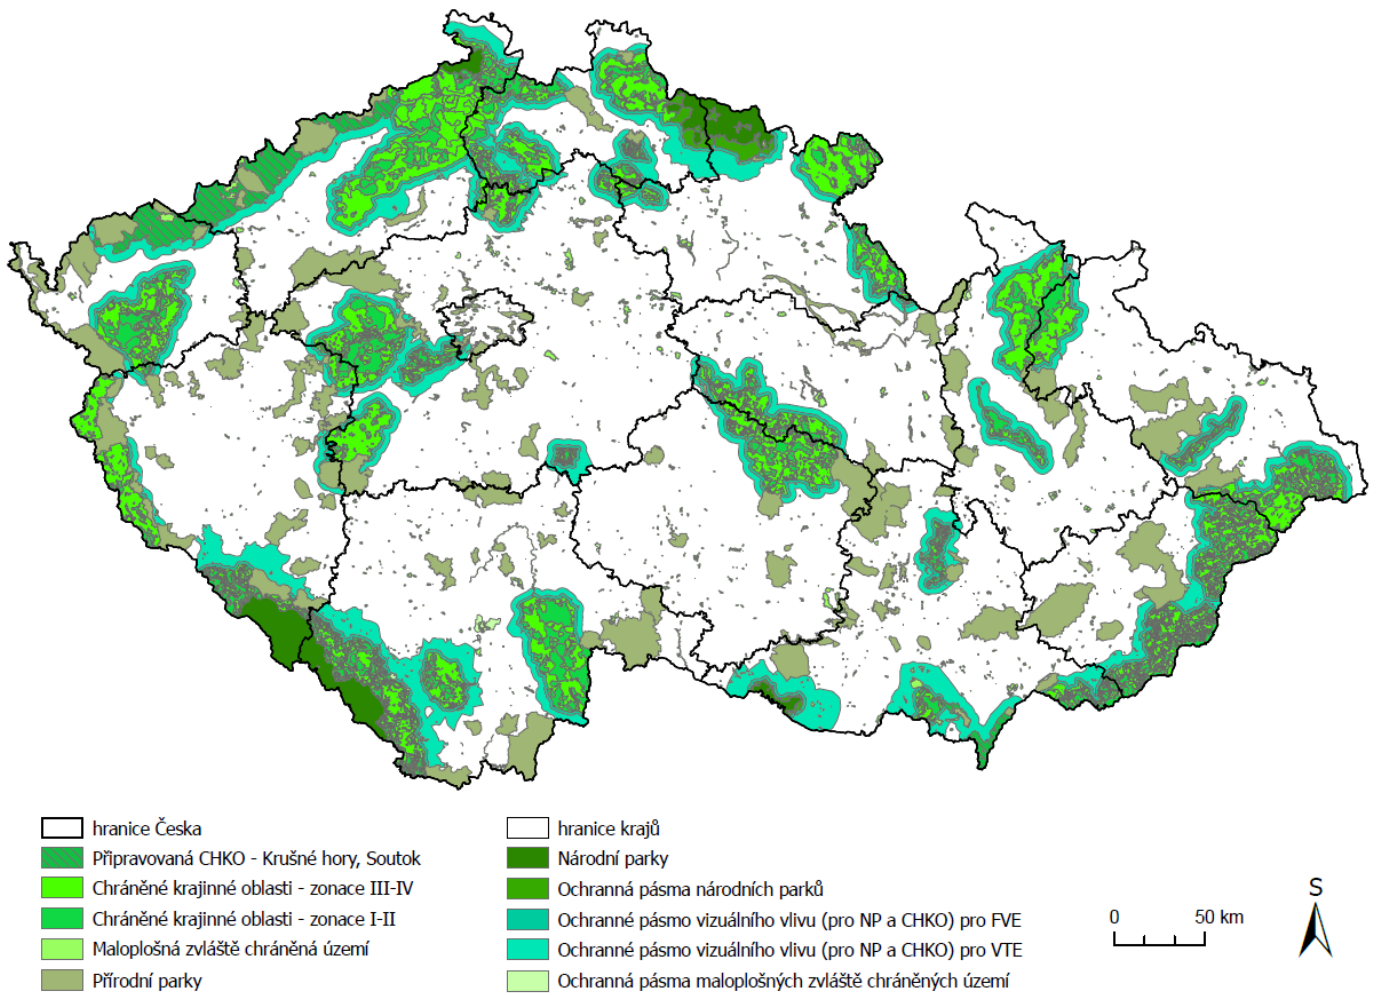 hranice Česka
Připravovaná CHKO - Krušné hory, Soutok
Chráněné krajinné oblasti - zonace III-IV
Chráněné krajinné oblasti - zonace I-II
Maloplošná zvláště chráněná území
Přírodní parky
hranice krajů
Národní parky
Ochranná pásma národních parků
Ochranné pásmo vizuálního vlivu (pro NP a CHKO) pro FVE
Ochranné pásmo vizuálního vlivu (pro NP a CHKO) pro VTE
Ochranná pásma maloplošných zvláště chráněných území
0 50 km
S